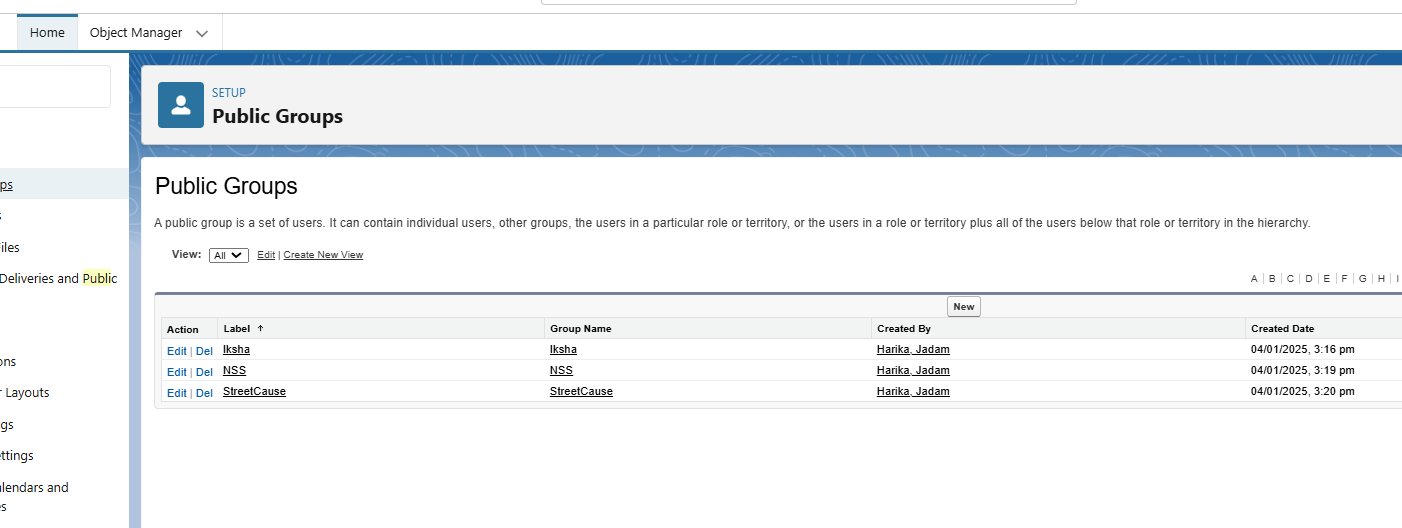 Home Object Manager
SETUP
Public Groups
ps
Files
Deliveries and Public
ons
r Layouts
gs
ettings
alendars and
es
Public Groups
A public group is a set of users. It can contain individual users, other groups, the users in a particular role or territory, or the users in a role or territory plus all of the users below that role or territory in the hierarchy.
View: All Edit | Create New View
A | B | C | D | E | F | G | H | I
New
Action Label ↑ Group Name Created By Created Date
Edit | Del Iksha Iksha Harika, Jadam 04/01/2025, 3:16 pm
Edit | Del NSS NSS Harika, Jadam 04/01/2025, 3:19 pm
Edit | Del StreetCause StreetCause Harika, Jadam 04/01/2025, 3:20 pm